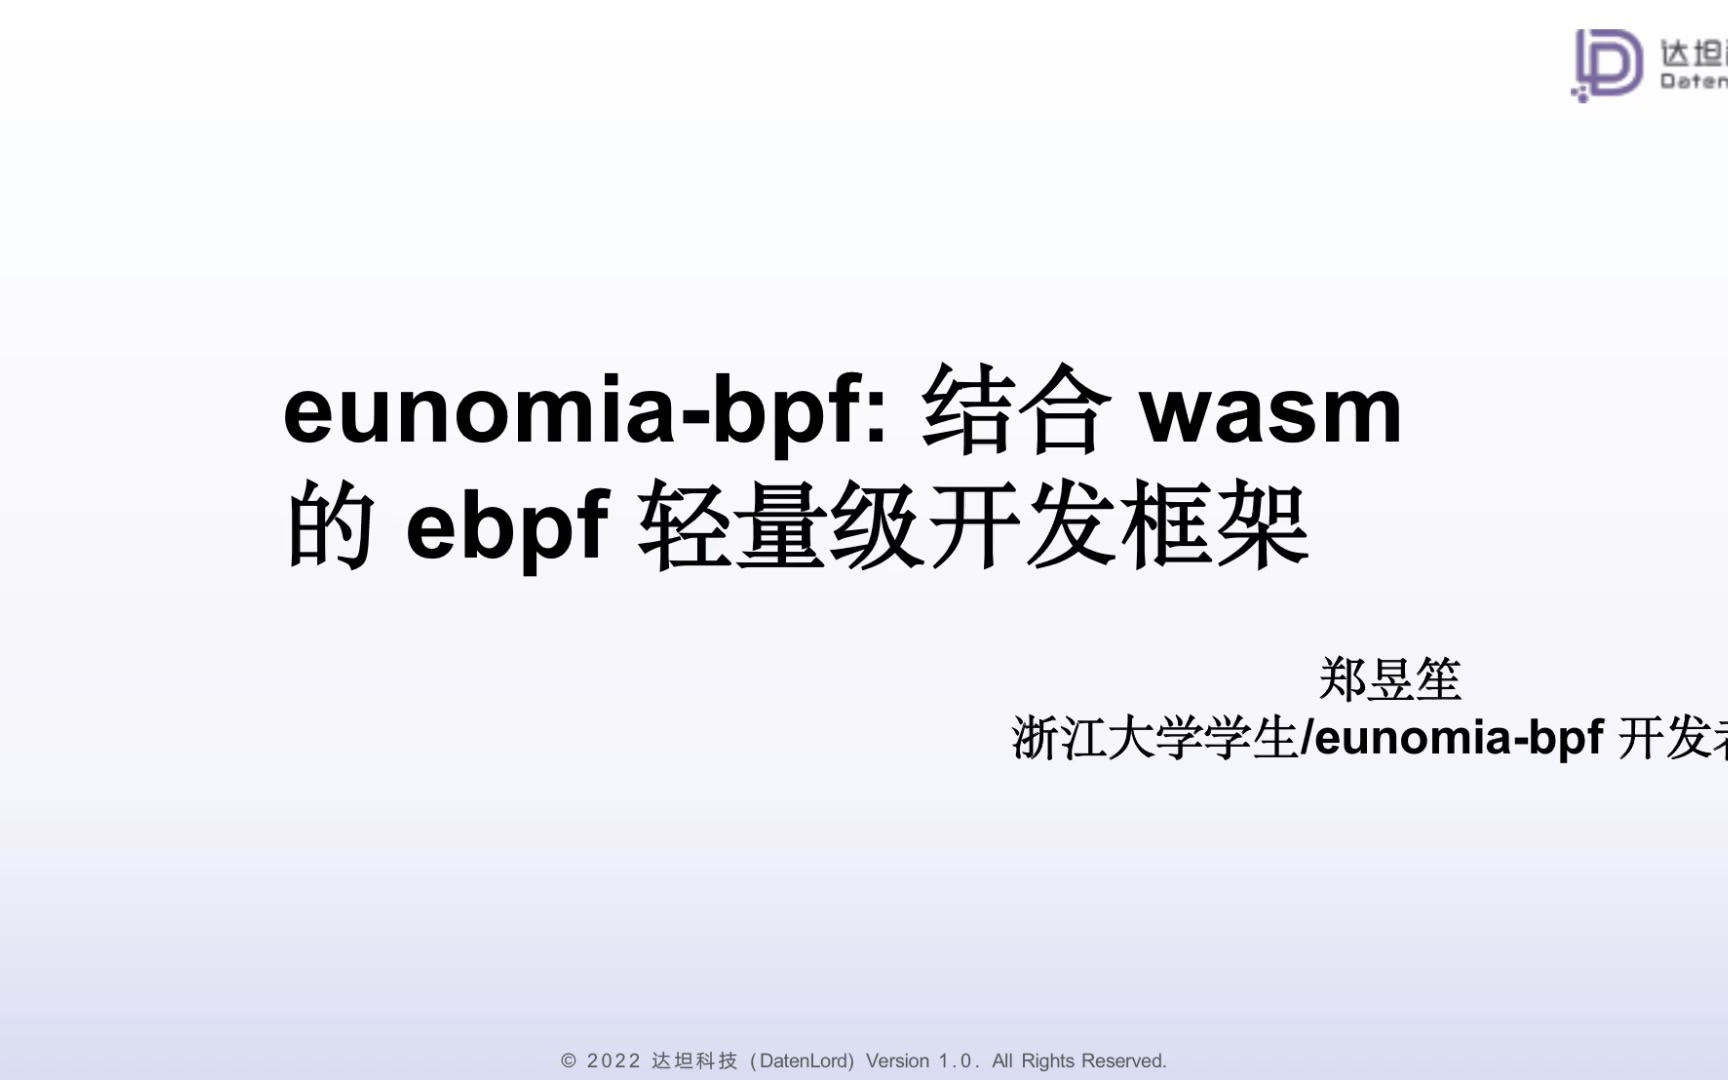 达坦
Daten
eunomia-bpf: 结合 wasm
的 ebpf 轻量级开发框架
郑昱笙
浙江大学学生/eunomia-bpf 开发
© 2022 达坦科技 (DatenLord) Version 1.0. All Rights Reserved.